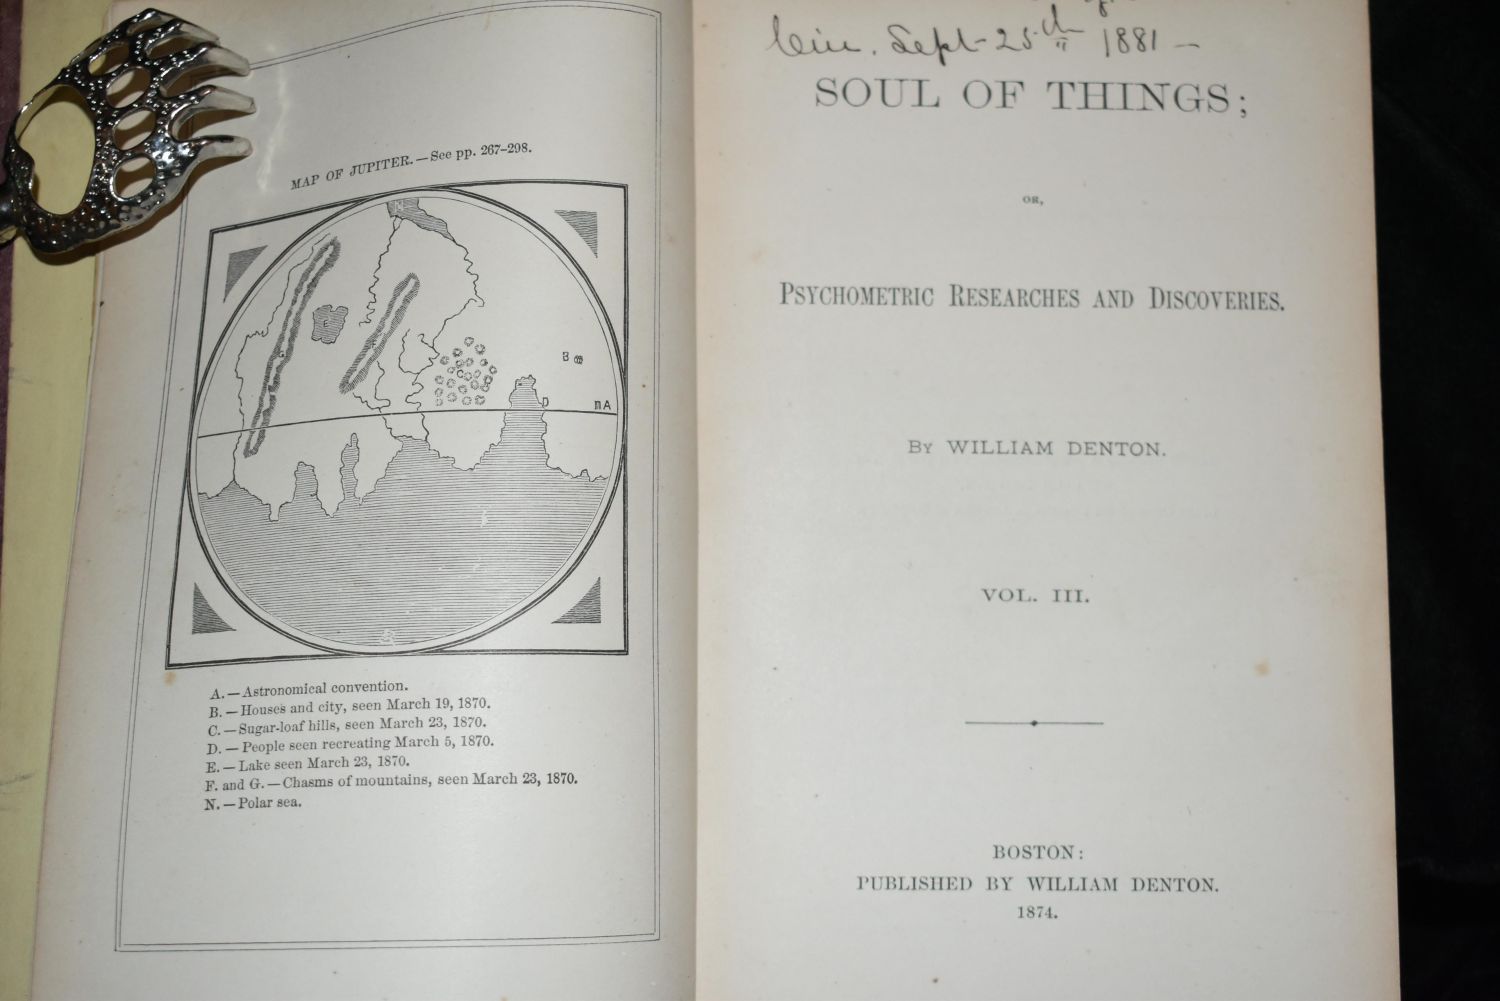 MAP OF JUPITER.—See pp. 267–298.
N
G
B
C
D
mA
A.—Astronomical convention.
B.—Houses and city, seen March 19, 1870.
C.—Sugar-loaf hills, seen March 23, 1870.
D.—People seen recreating March 5, 1870.
E.—Lake seen March 23, 1870.
F. and G.—Chasms of mountains, seen March 23, 1870.
N.—Polar sea.
Cin. Sept-25th 1881—
SOUL OF THINGS;
OR,
PSYCHOMETRIC RESEARCHES AND DISCOVERIES.
BY WILLIAM DENTON.
VOL. III.
BOSTON:
PUBLISHED BY WILLIAM DENTON.
1874.